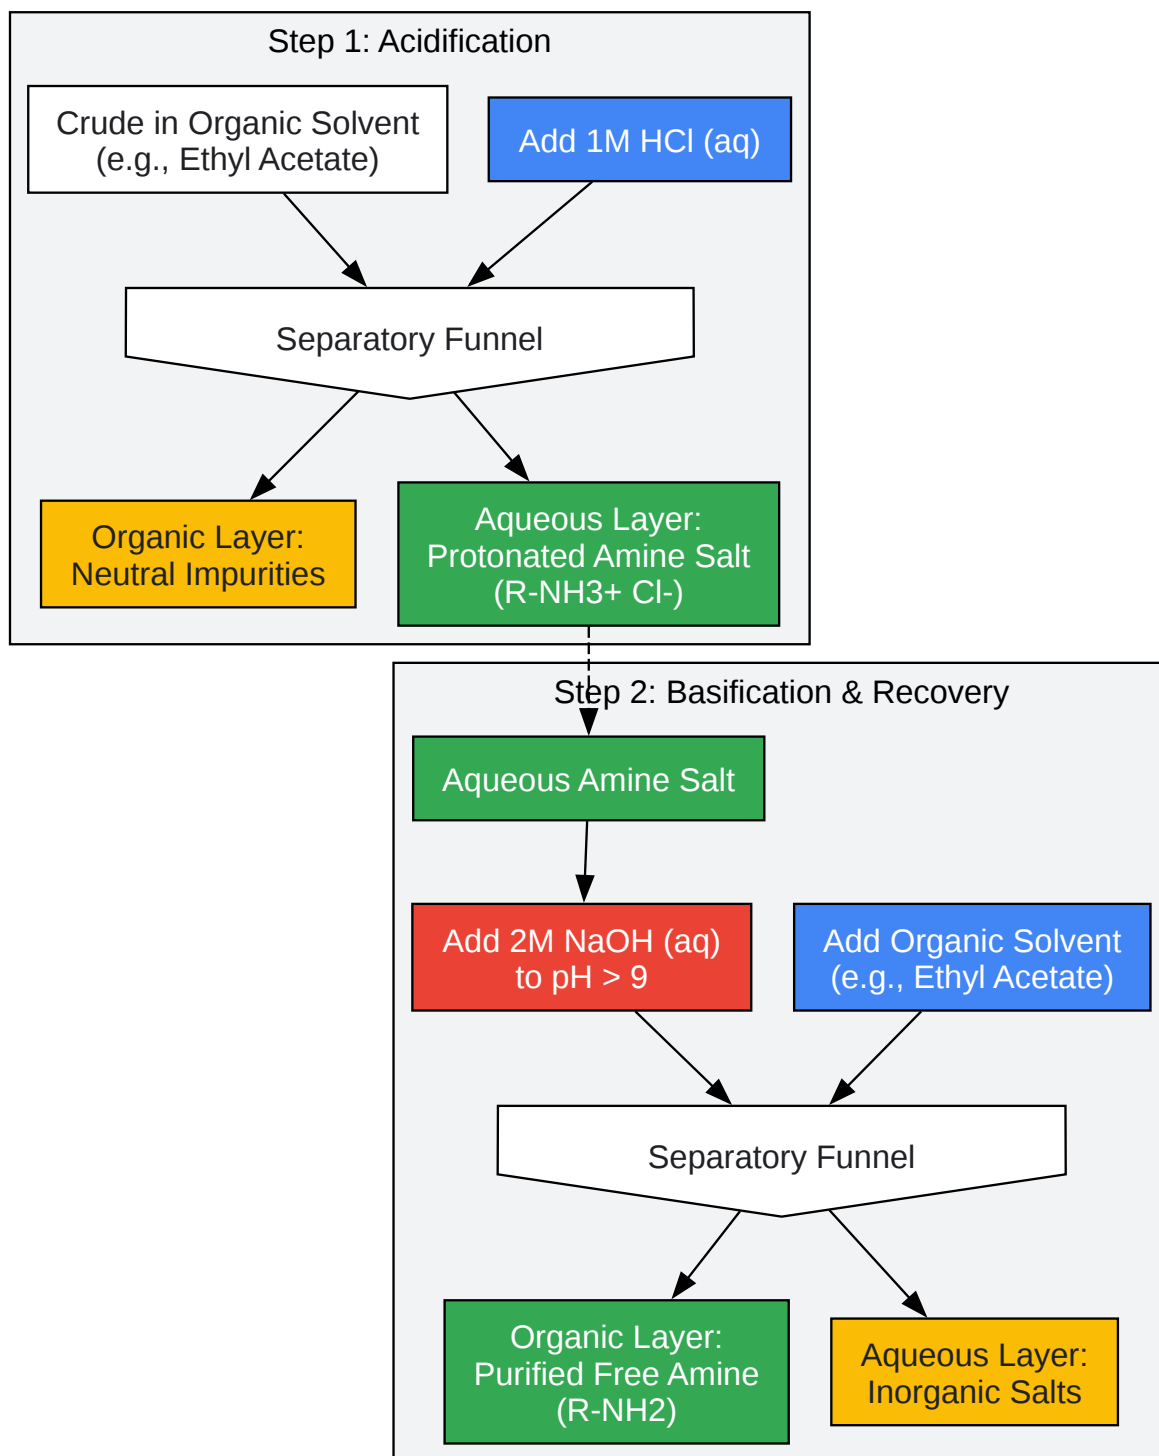 Step 1: Acidification
Crude in Organic Solvent
(e.g., Ethyl Acetate)
Add 1M HCl (aq)
Separatory Funnel
Organic Layer:
Neutral Impurities
Aqueous Layer:
Protonated Amine Salt
(R-NH3+ Cl-)
Step 2: Basification & Recovery
Aqueous Amine Salt
Add 2M NaOH (aq)
to pH > 9
Add Organic Solvent
(e.g., Ethyl Acetate)
Separatory Funnel
Organic Layer:
Purified Free Amine
(R-NH2)
Aqueous Layer:
Inorganic Salts